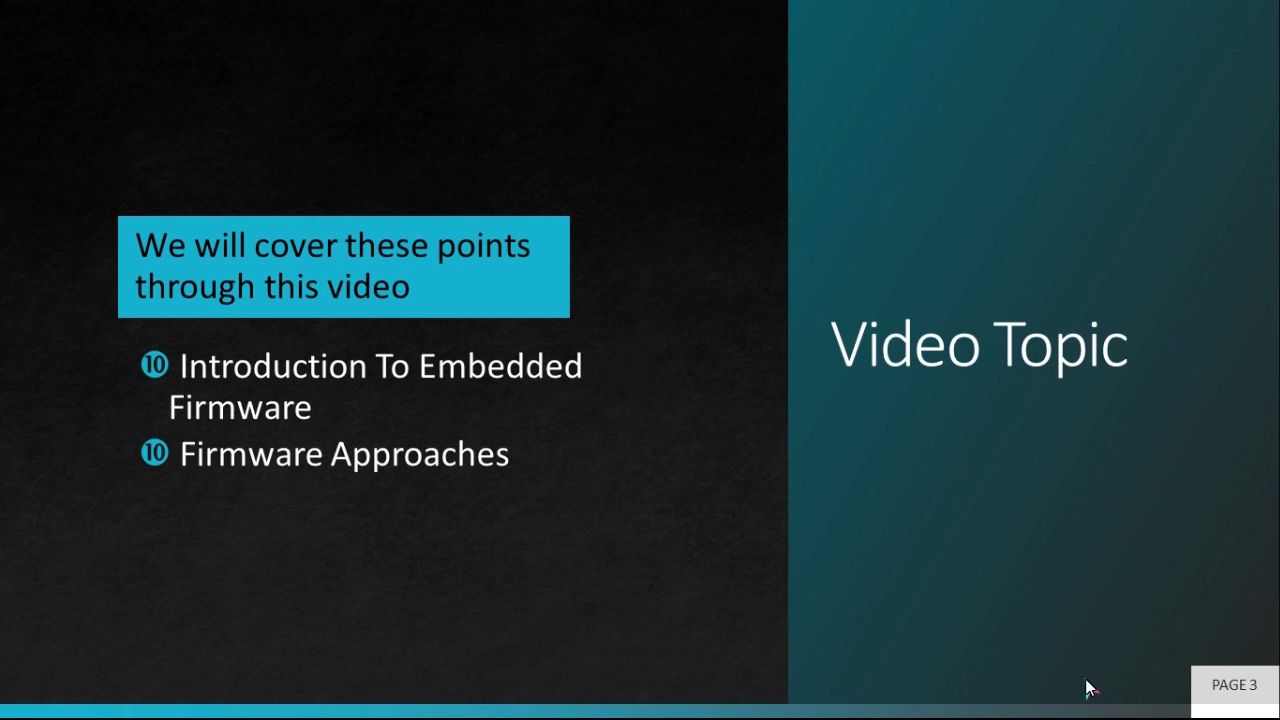 We will cover these points
through this video
❿ Introduction To Embedded
Firmware
❿ Firmware Approaches
Video Topic
PAGE 3